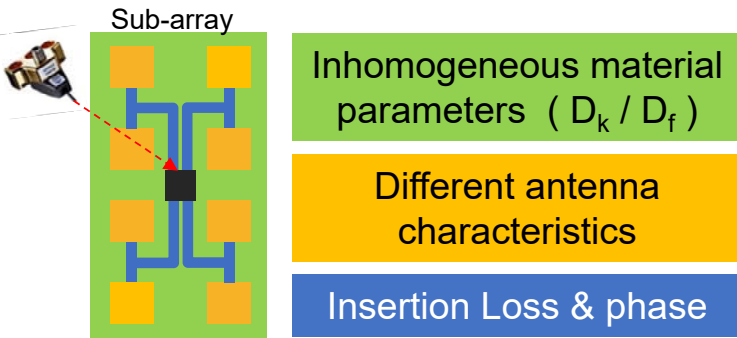 Sub-array
Inhomogeneous material
parameters ( Dk / Df )
Different antenna
characteristics
Insertion Loss & phase